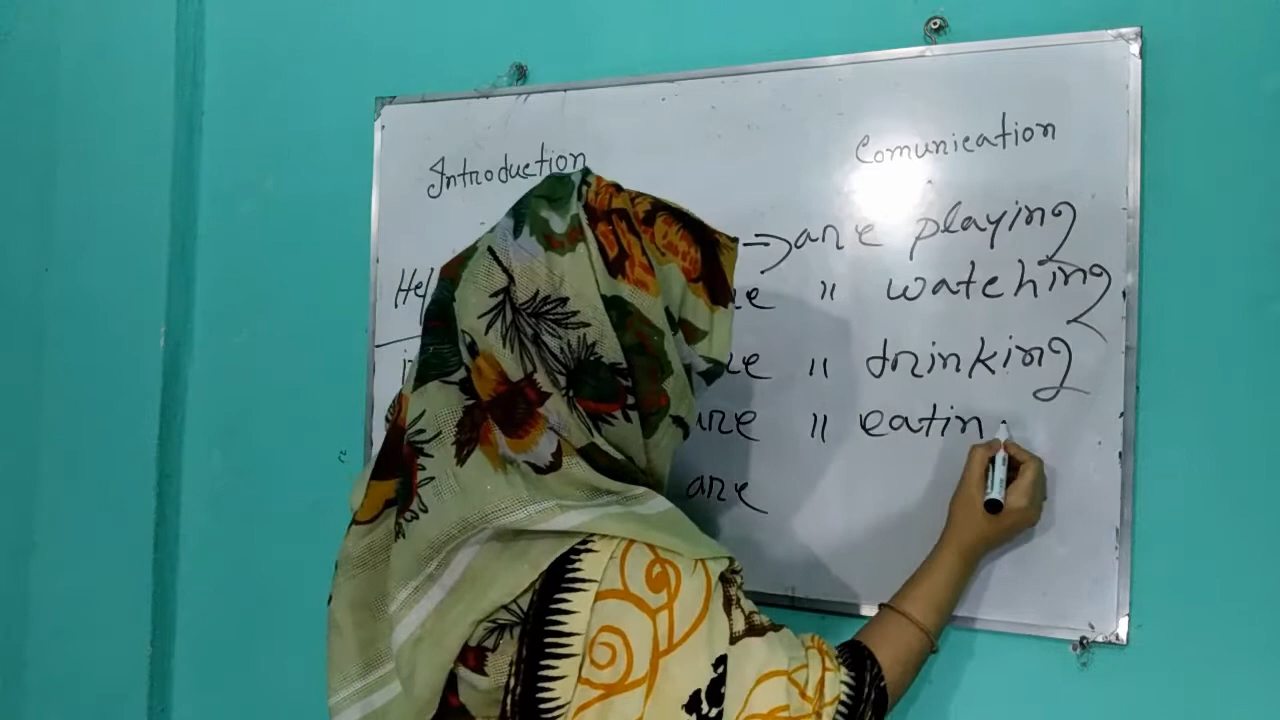 Introduction
Comunication
⇒ are playing
" watching
" drinking
are " eatin
are